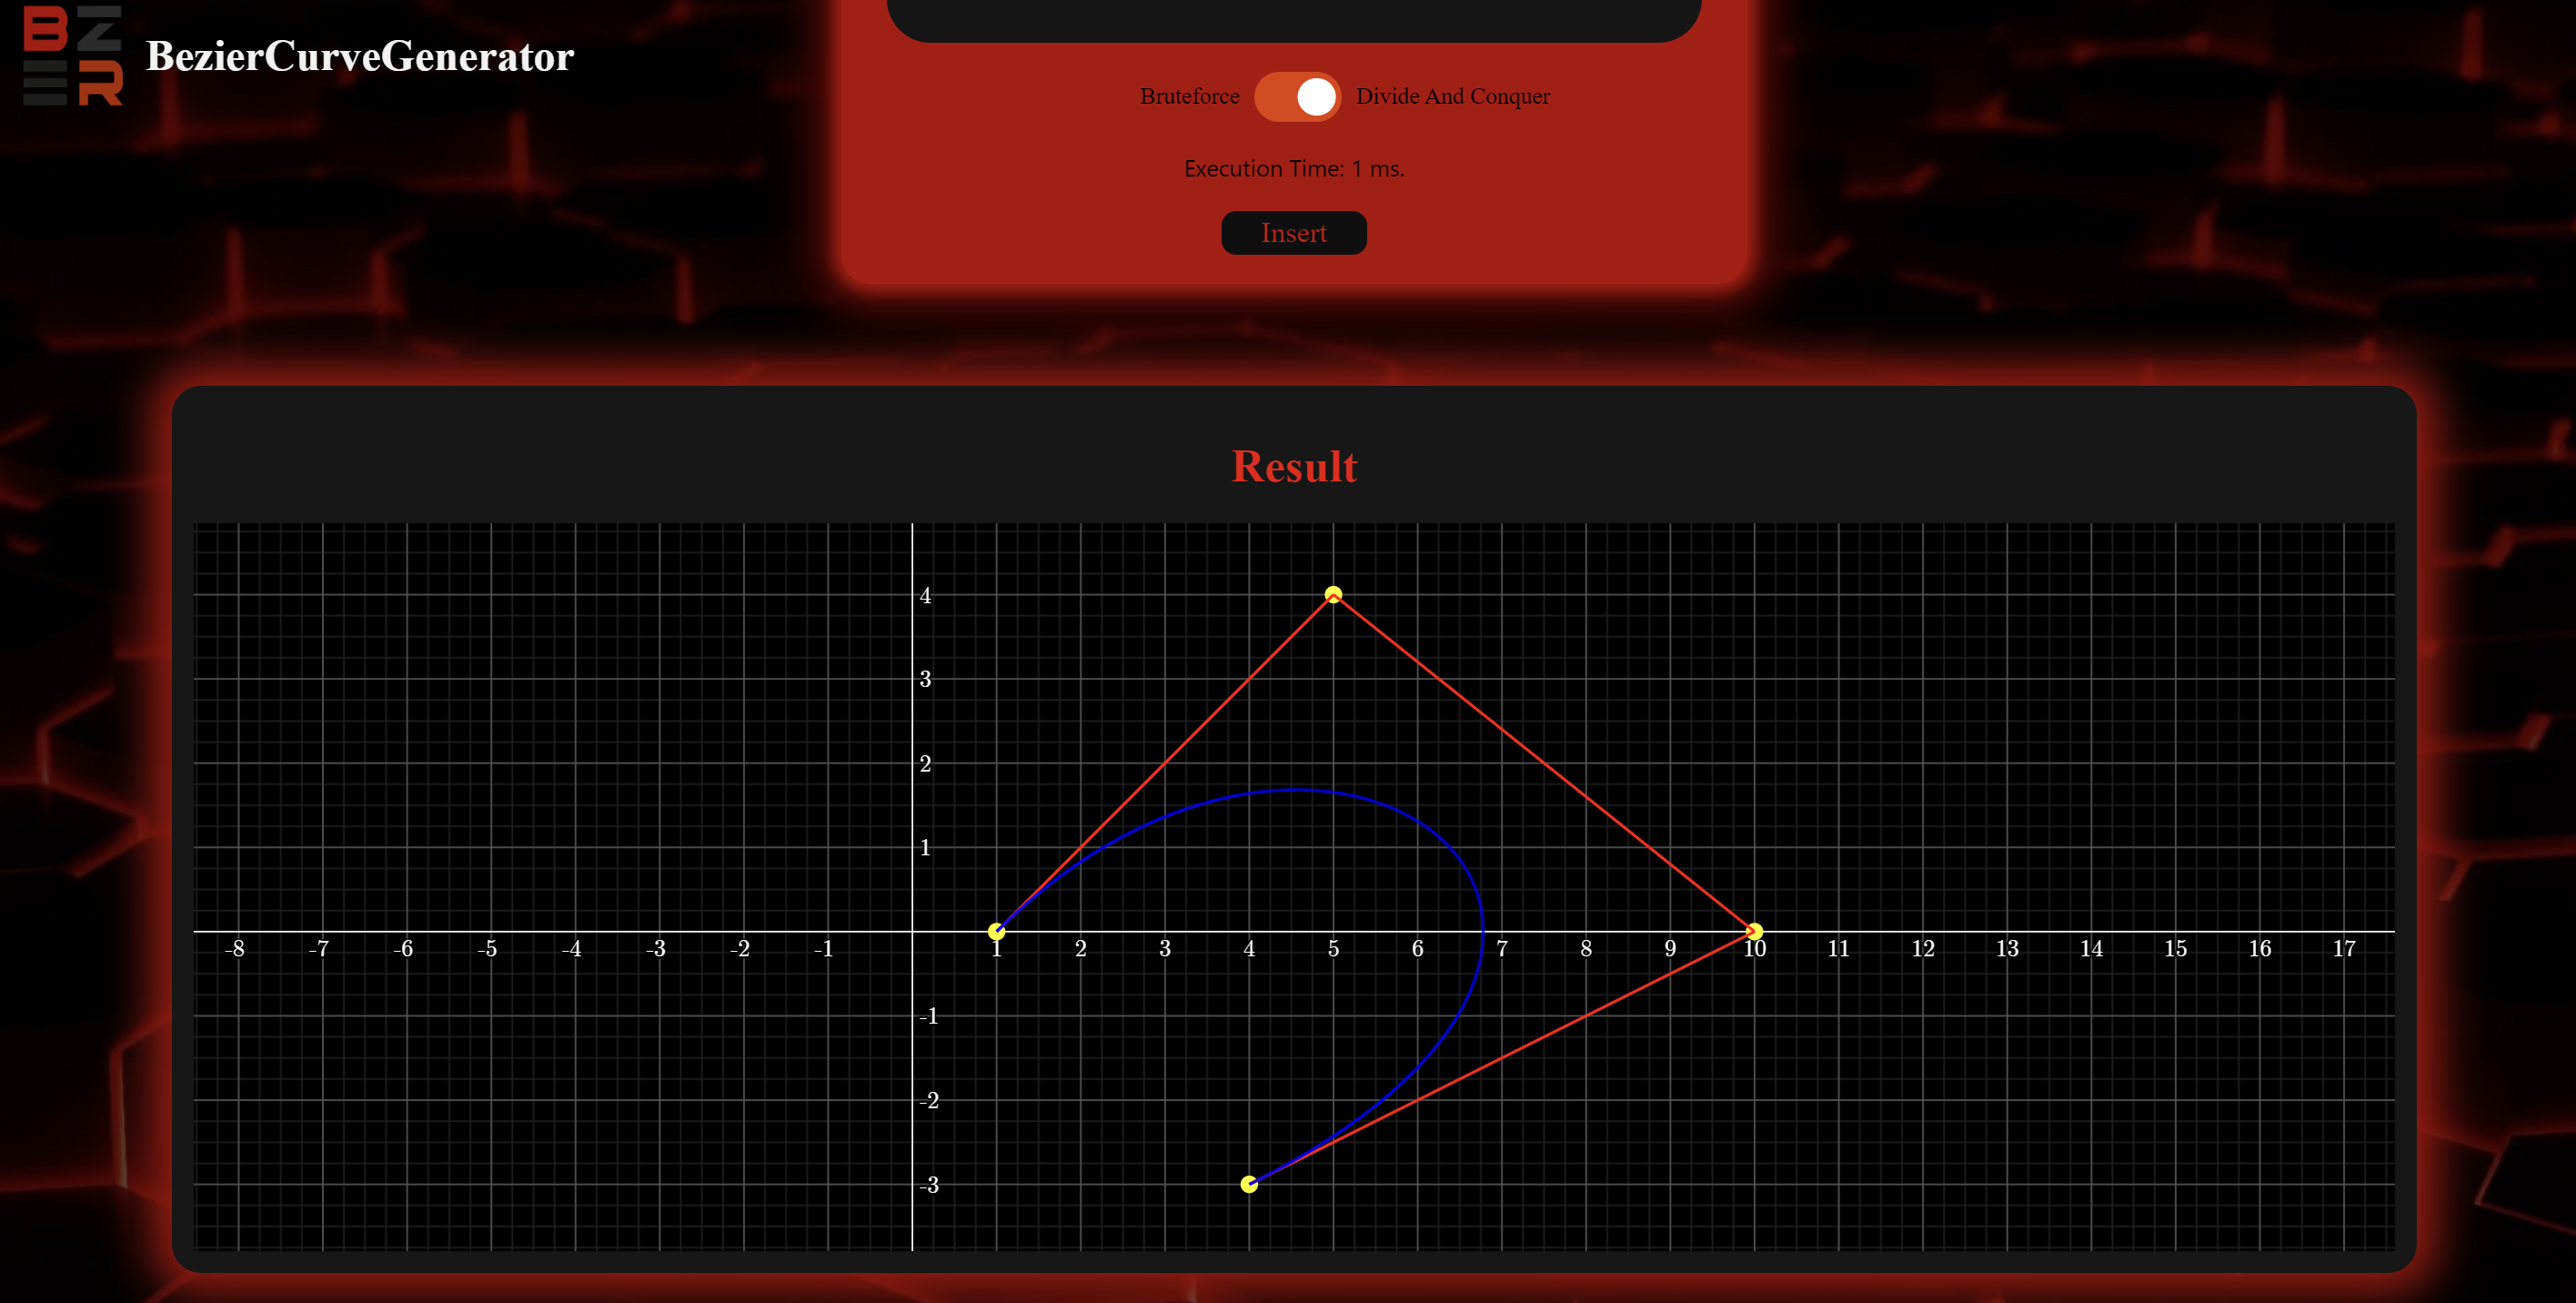 BZ
ER
BezierCurveGenerator
Bruteforce Divide And Conquer
Execution Time: 1 ms.
Insert
Result
4
3
2
1
-8 -7 -6 -5 -4 -3 -2 -1 1 2 3 4 5 6 7 8 9 10 11 12 13 14 15 16 17
-1
-2
-3